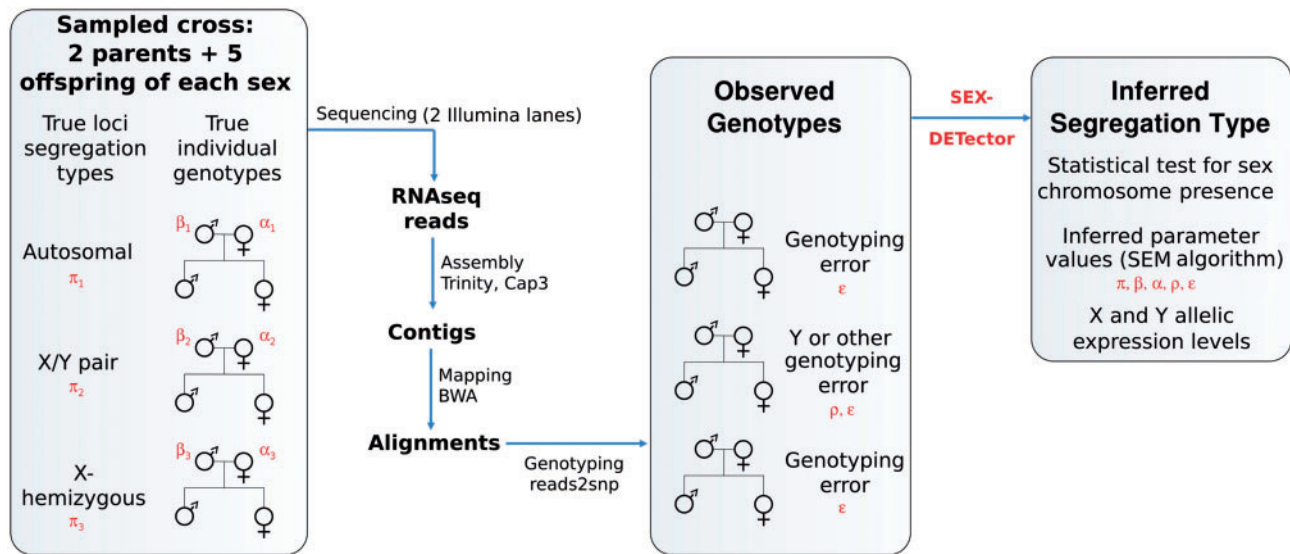 Sampled cross:
2 parents + 5
offspring of each sex
True loci
segregation
types
True
individual
genotypes
Autosomal
π1
β1
α1
X/Y pair
π2
β2
α2
X-
hemizygous
π3
β3
α3
Sequencing (2 Illumina lanes)
RNAseq
reads
Assembly
Trinity, Cap3
Contigs
Mapping
BWA
Alignments
Genotyping
reads2snp
Observed
Genotypes
Genotyping
error
ε
Y or other
genotyping
error
ρ, ε
Genotyping
error
ε
SEX-
DETector
Inferred
Segregation Type
Statistical test for sex
chromosome presence
Inferred parameter
values (SEM algorithm)
π, β, α, ρ, ε
X and Y allelic
expression levels